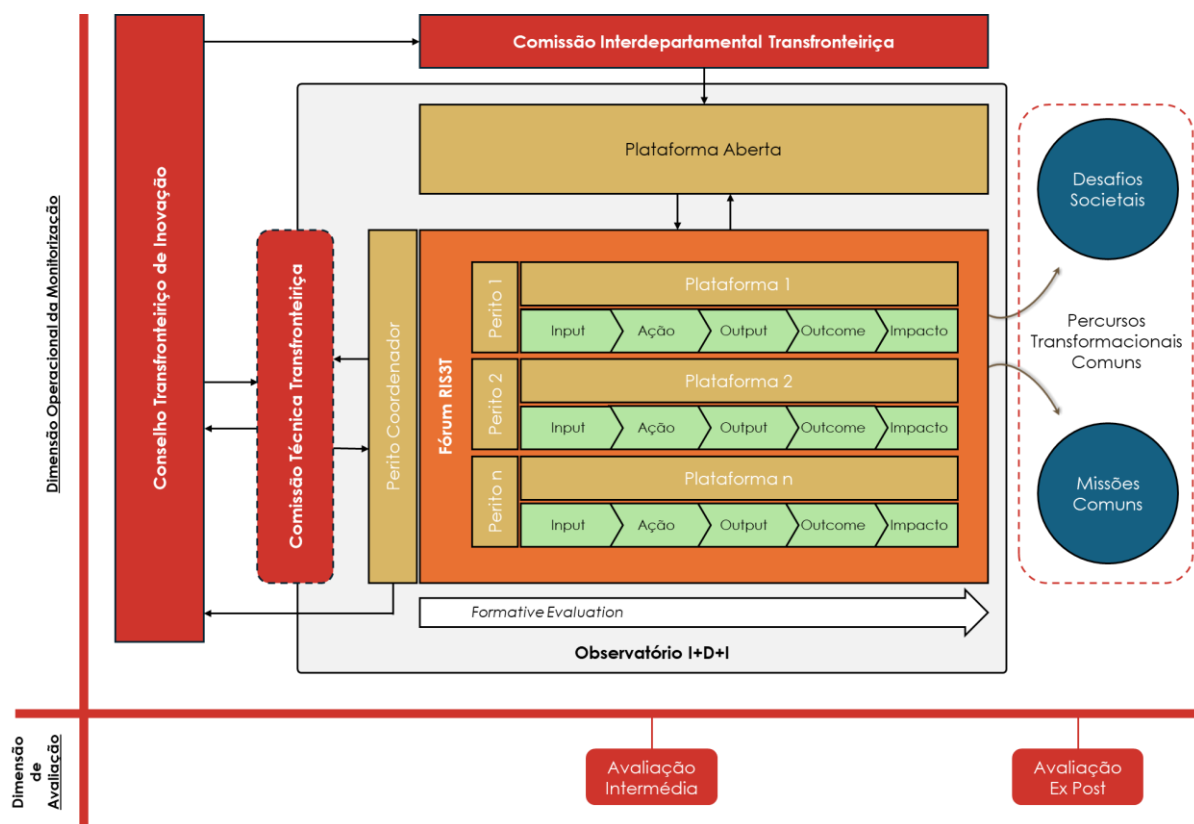 Comissão Interdepartamental Transfronteiriça
Plataforma Aberta
Dimensão Operacional da Monitorização
Conselho Transfronteiriço de Inovação
Comissão Técnica Transfronteiriça
Perito Coordenador
Fórum RIS3T
Perito 1
Plataforma 1
Input
Ação
Output
Outcome
Impacto
Perito 2
Plataforma 2
Input
Ação
Output
Outcome
Impacto
Perito n
Plataforma n
Input
Ação
Output
Outcome
Impacto
Formative Evaluation
Observatório I+D+I
Desafios
Societais
Percursos
Transformacionais
Comuns
Missões
Comuns
Dimensão
de
Avaliação
Avaliação
Intermédia
Avaliação
Ex Post